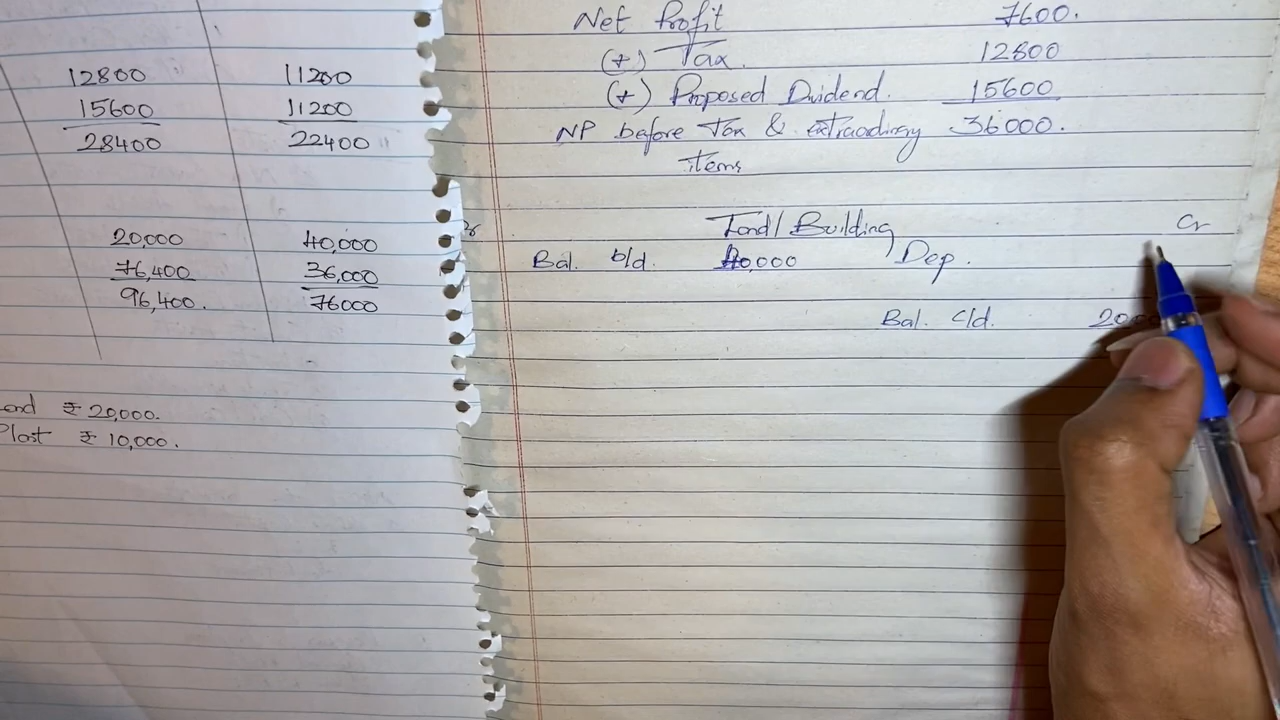 12800 11200
15600 11200
28400 22400
20,000 40,000
76,400 36,000
96,400. 76000
and ₹ 20,000.
Plant ₹ 10,000.
Net Profit 7600.
(+) Tax. 12800
(+) Proposed Dividend. 15600
NP before Tax & extraordinary 36000.
items
Land / Building Cr
Bal. b/d. 40,000 Dep.
Bal. c/d. 200